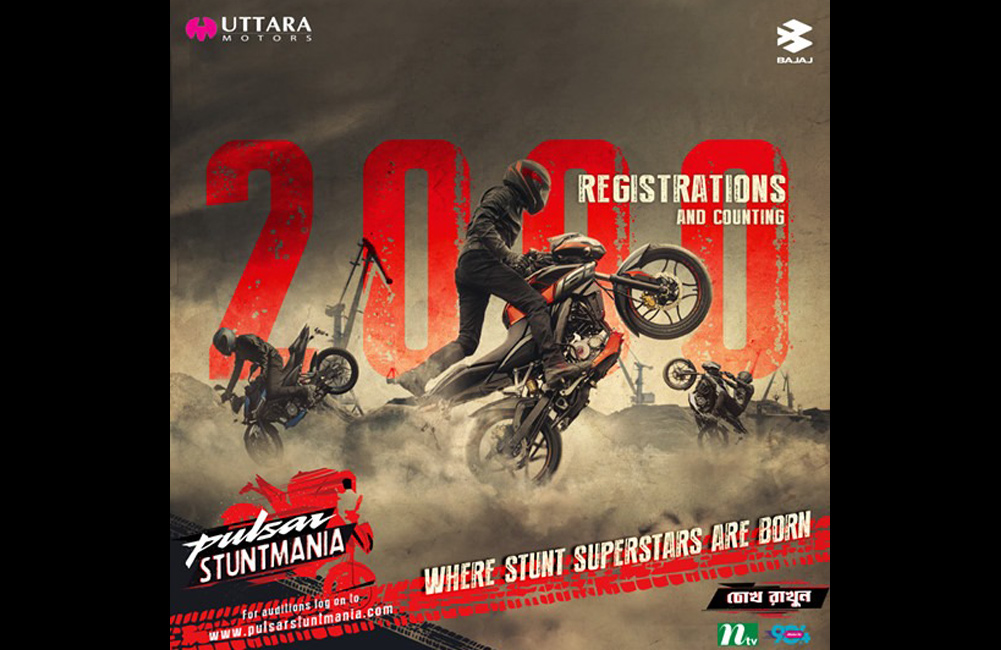 UTTARA
MOTORS
BAJAJ
2000
REGISTRATIONS
AND COUNTING
pulsar
STUNTMANIA
WHERE STUNT SUPERSTARS ARE BORN
For auditions log on to
www.pulsarstuntmania.com
চোখ রাখুন
ntv